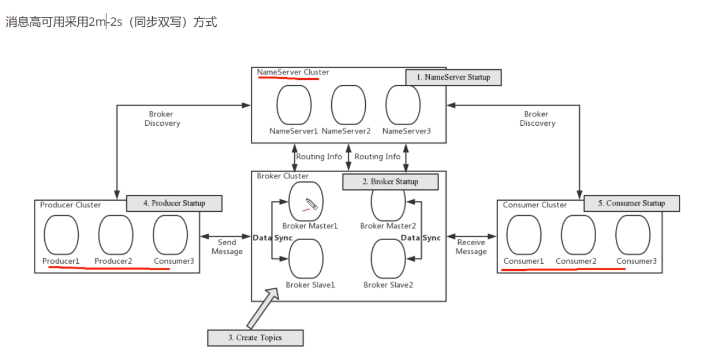 消息高可用采用2m-2s（同步双写）方式
NameServer Cluster
1. NameServer Startup
NameServer1 NameServer2 NameServer3
Broker
Discovery
Broker
Discovery
Routing Info
Routing Info
Broker Cluster
2. Broker Startup
Producer Cluster
4. Producer Startup
Consumer Cluster
5. Consumer Startup
Broker Master1
Broker Master2
Data Sync
Data Sync
Send
Message
Receive
Message
Producer1 Producer2 Consumer3
Consumer1 Consumer2 Consumer3
Broker Slave1
Broker Slave2
3. Create Topics